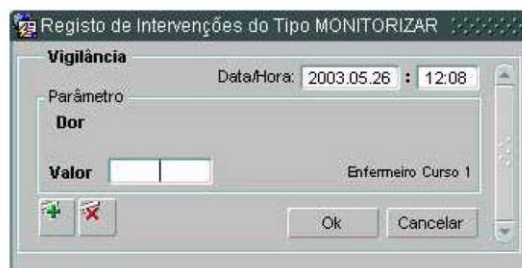 Registo de Intervenções do Tipo MONITORIZAR
Vigilância
Data/Hora: 2003.05.26 : 12:08
Parâmetro
Dor
Valor
Enfermeiro Curso 1
Ok Cancelar